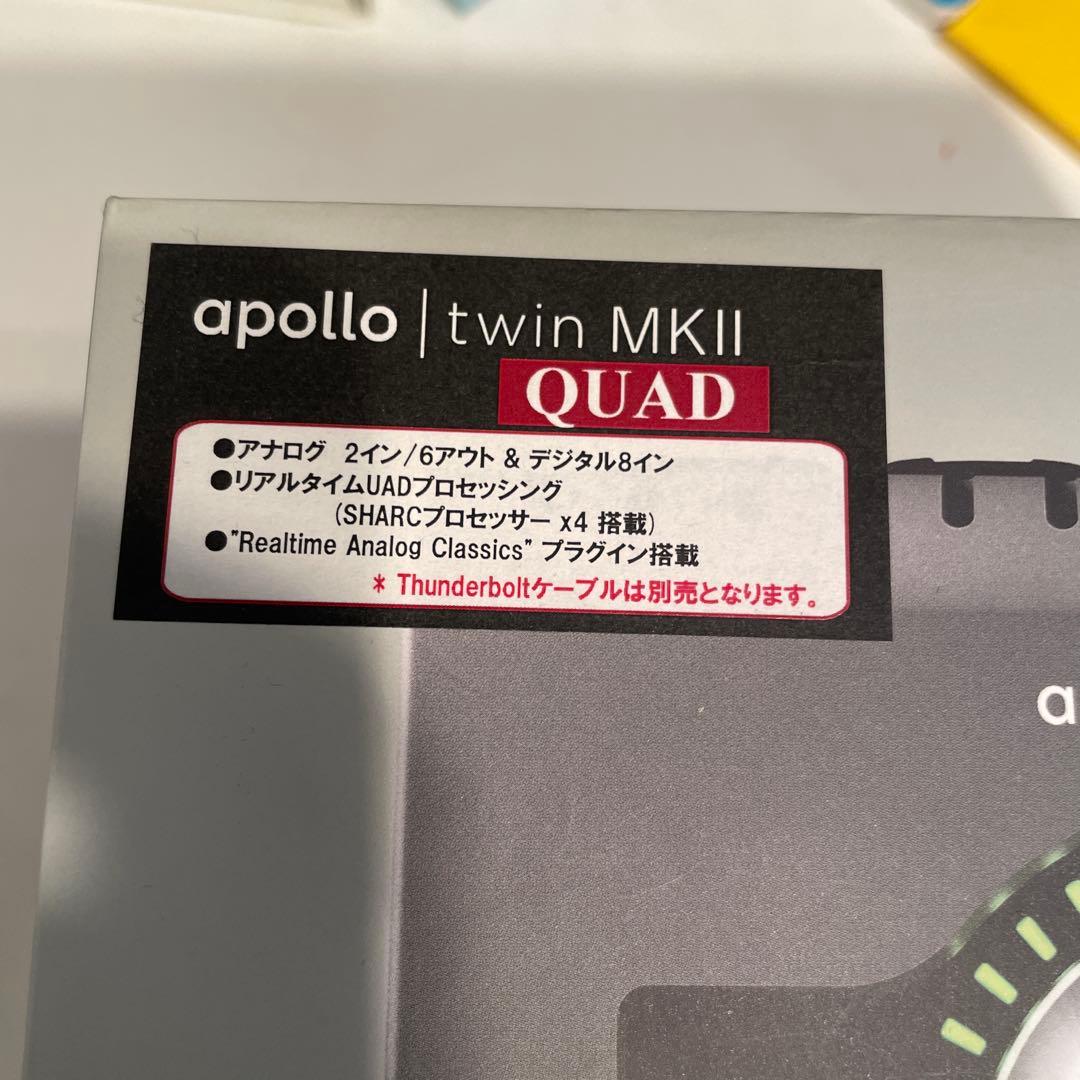 apollo | twin MKII
QUAD
●アナログ 2イン/6アウト & デジタル8イン
●リアルタイムUADプロセッシング
(SHARCプロセッサー x4 搭載)
●"Realtime Analog Classics" プラグイン搭載
* Thunderboltケーブルは別売となります。
a